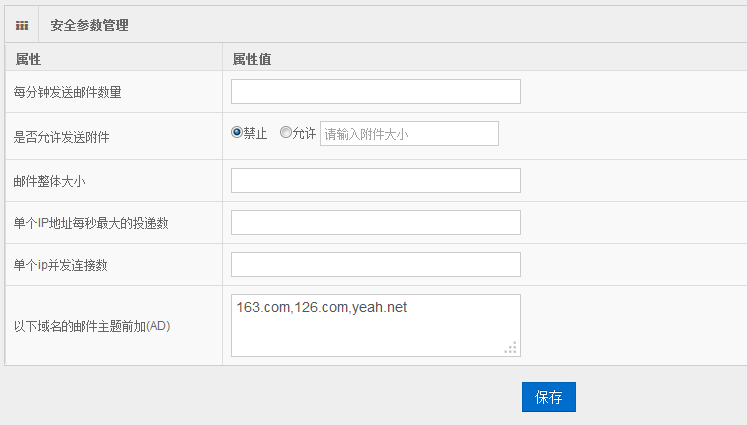 安全参数管理
属性 属性值
每分钟发送邮件数量
是否允许发送附件 禁止 允许 请输入附件大小
邮件整体大小
单个IP地址每秒最大的投递数
单个ip并发连接数
以下域名的邮件主题前加(AD) 163.com,126.com,yeah.net
保存